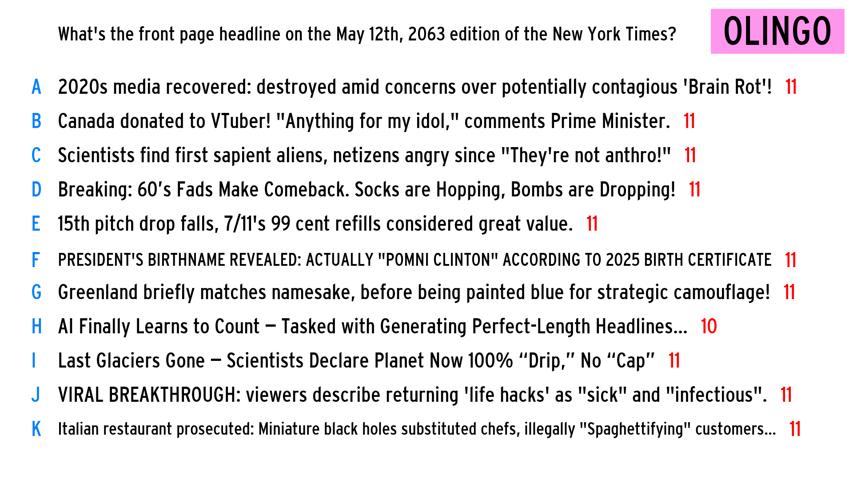 What's the front page headline on the May 12th, 2063 edition of the New York Times?
OLINGO
A 2020s media recovered: destroyed amid concerns over potentially contagious 'Brain Rot'! 11
B Canada donated to VTuber! "Anything for my idol," comments Prime Minister. 11
C Scientists find first sapient aliens, netizens angry since "They're not anthro!" 11
D Breaking: 60’s Fads Make Comeback. Socks are Hopping, Bombs are Dropping! 11
E 15th pitch drop falls, 7/11's 99 cent refills considered great value. 11
F PRESIDENT'S BIRTHNAME REVEALED: ACTUALLY "POMNI CLINTON" ACCORDING TO 2025 BIRTH CERTIFICATE 11
G Greenland briefly matches namesake, before being painted blue for strategic camouflage! 11
H AI Finally Learns to Count – Tasked with Generating Perfect-Length Headlines... 10
I Last Glaciers Gone – Scientists Declare Planet Now 100% “Drip,” No “Cap” 11
J VIRAL BREAKTHROUGH: viewers describe returning 'life hacks' as "sick" and "infectious". 11
K Italian restaurant prosecuted: Miniature black holes substituted chefs, illegally "Spaghettifying" customers... 11